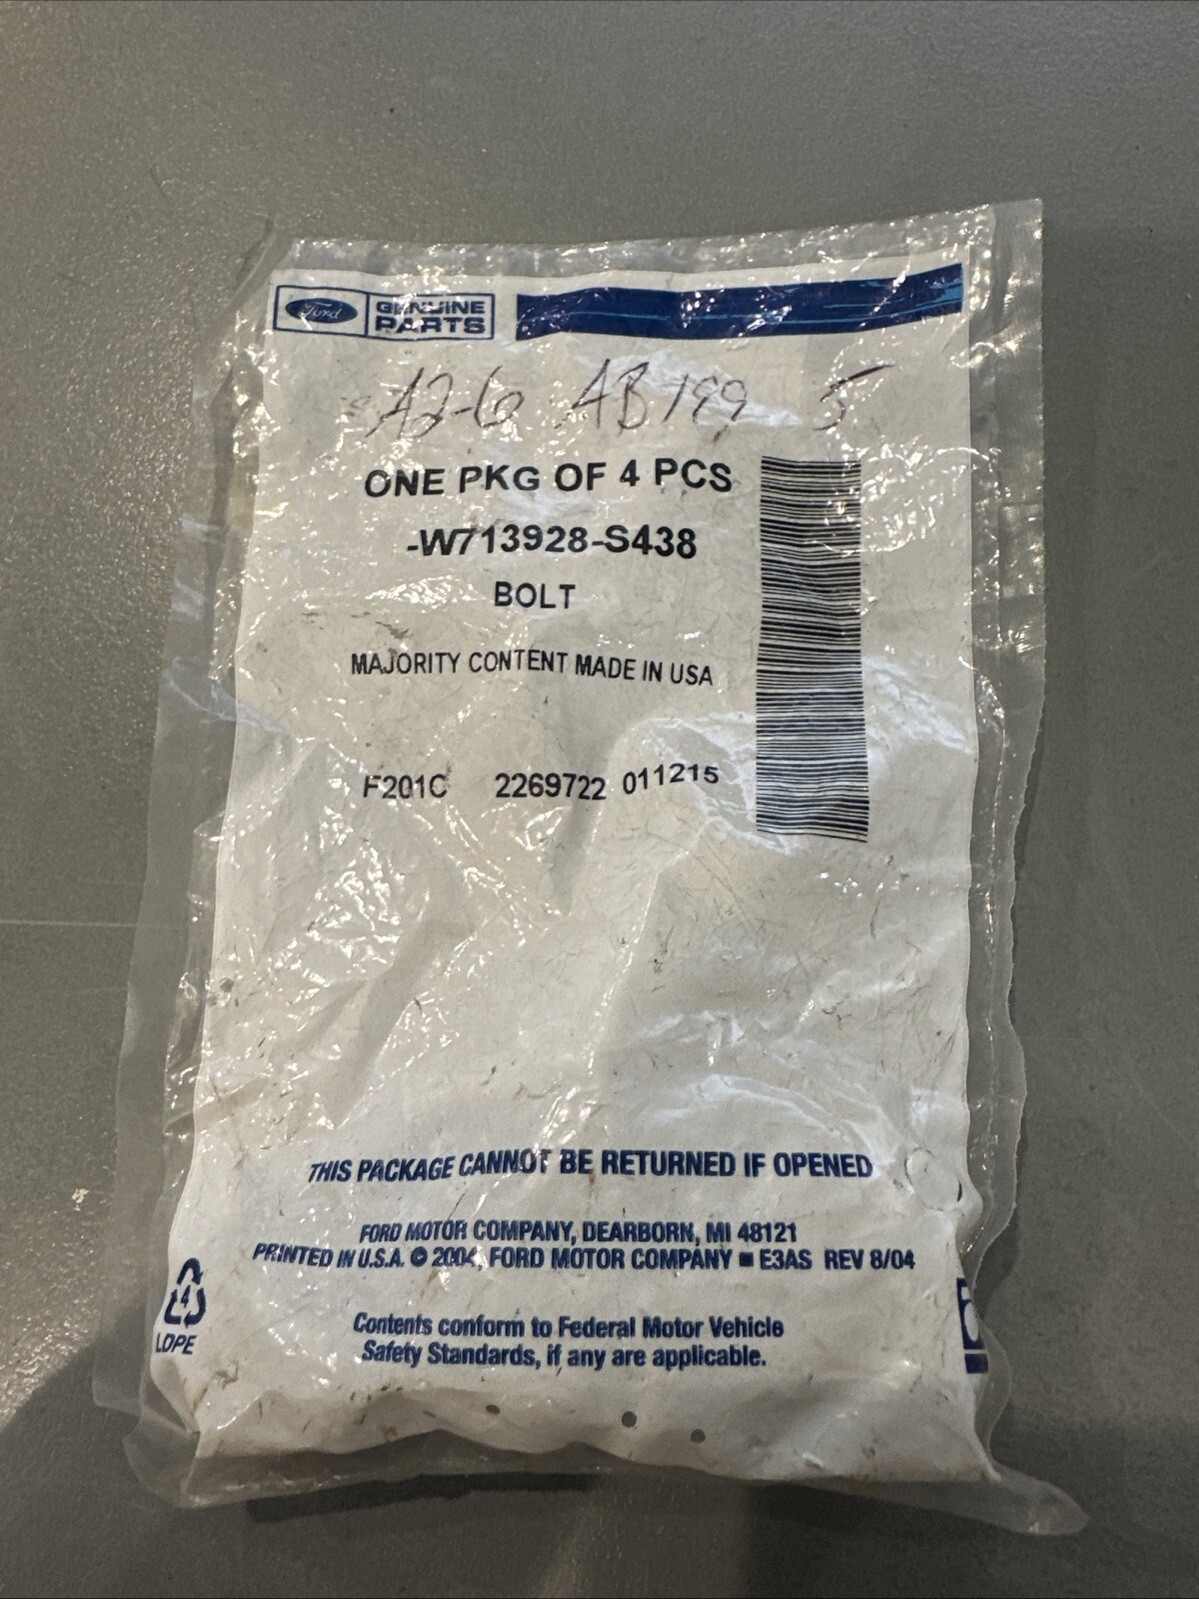 Ford GENUINE PARTS
A2-6 AB199 5
ONE PKG OF 4 PCS
-W713928-S438
BOLT
MAJORITY CONTENT MADE IN USA
F201C 2269722 011215
THIS PACKAGE CANNOT BE RETURNED IF OPENED
FORD MOTOR COMPANY, DEARBORN, MI 48121
PRINTED IN U.S.A. © 2004, FORD MOTOR COMPANY ■ E3AS REV 8/04
4
LDPE
Contents conform to Federal Motor Vehicle
Safety Standards, if any are applicable.